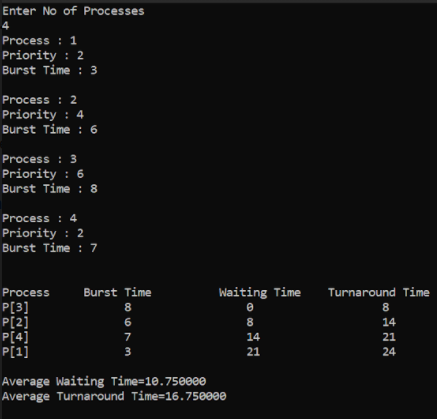 Enter No of Processes
4
Process : 1
Priority : 2
Burst Time : 3
Process : 2
Priority : 4
Burst Time : 6
Process : 3
Priority : 6
Burst Time : 8
Process : 4
Priority : 2
Burst Time : 7
Process Burst Time Waiting Time Turnaround Time
P[3] 8 0 8
P[2] 6 8 14
P[4] 7 14 21
P[1] 3 21 24
Average Waiting Time=10.750000
Average Turnaround Time=16.750000